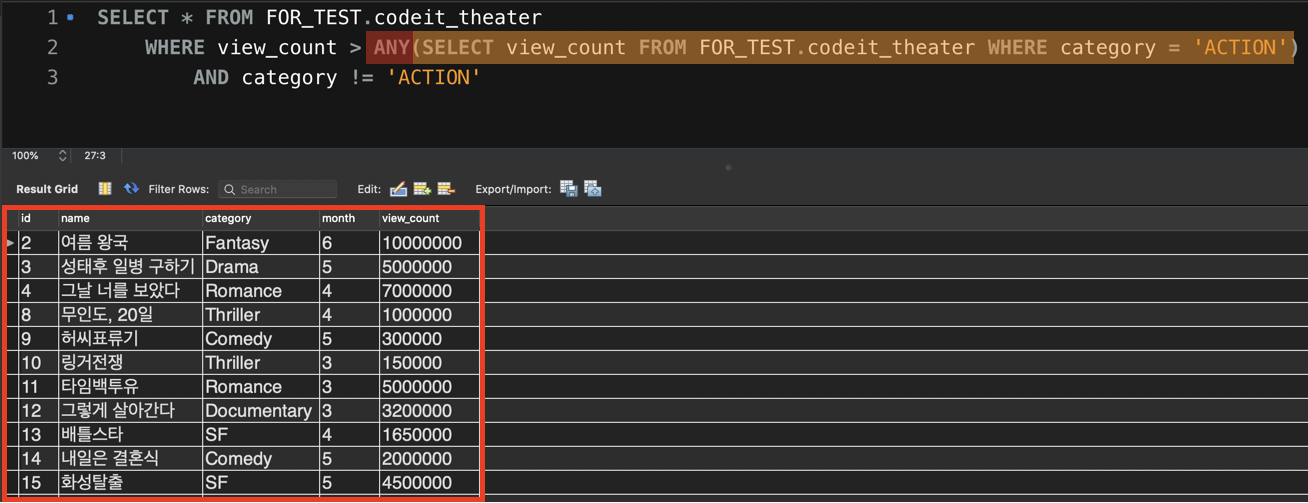 1 SELECT * FROM FOR_TEST.codeit_theater
2 WHERE view_count > ANY(SELECT view_count FROM FOR_TEST.codeit_theater WHERE category = 'ACTION')
3 AND category != 'ACTION'
100% 27:3
Result Grid Filter Rows: Search Edit: Export/Import:
id name category month view_count
2 여름 왕국 Fantasy 6 10000000
3 성태후 일병 구하기 Drama 5 5000000
4 그날 너를 보았다 Romance 4 7000000
8 무인도, 20일 Thriller 4 1000000
9 허씨표류기 Comedy 5 300000
10 링거전쟁 Thriller 3 150000
11 타임백투유 Romance 3 5000000
12 그렇게 살아간다 Documentary 3 3200000
13 배틀스타 SF 4 1650000
14 내일은 결혼식 Comedy 5 2000000
15 화성탈출 SF 5 4500000